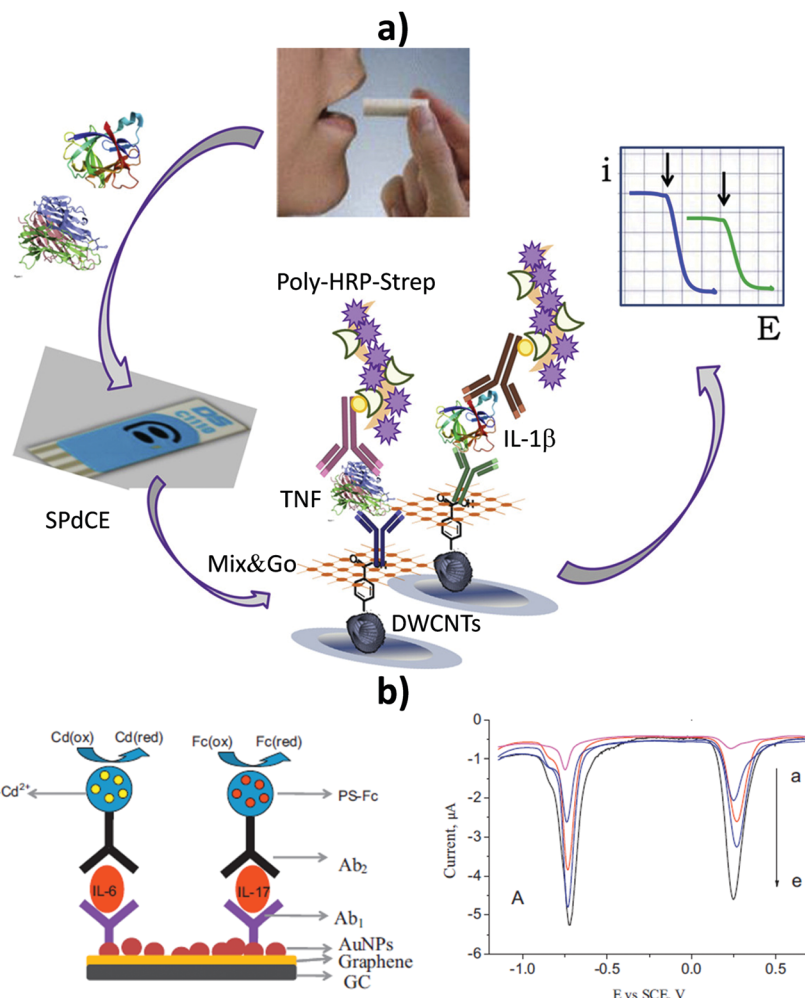 a)
i
E
Poly-HRP-Strep
IL-1β
TNF
DS
C1110
SPdCE
Mix&Go
DWCNTs
b)
Cd(ox)
Cd(red)
Fc(ox)
Fc(red)
Cd²⁺
PS-Fc
Ab₂
IL-6
IL-17
Ab₁
AuNPs
Graphene
GC
Current, μA
0
-1
-2
-3
-4
-5
-6
a
e
A
-1.0
-0.5
0.0
0.5
E vs SCE, V